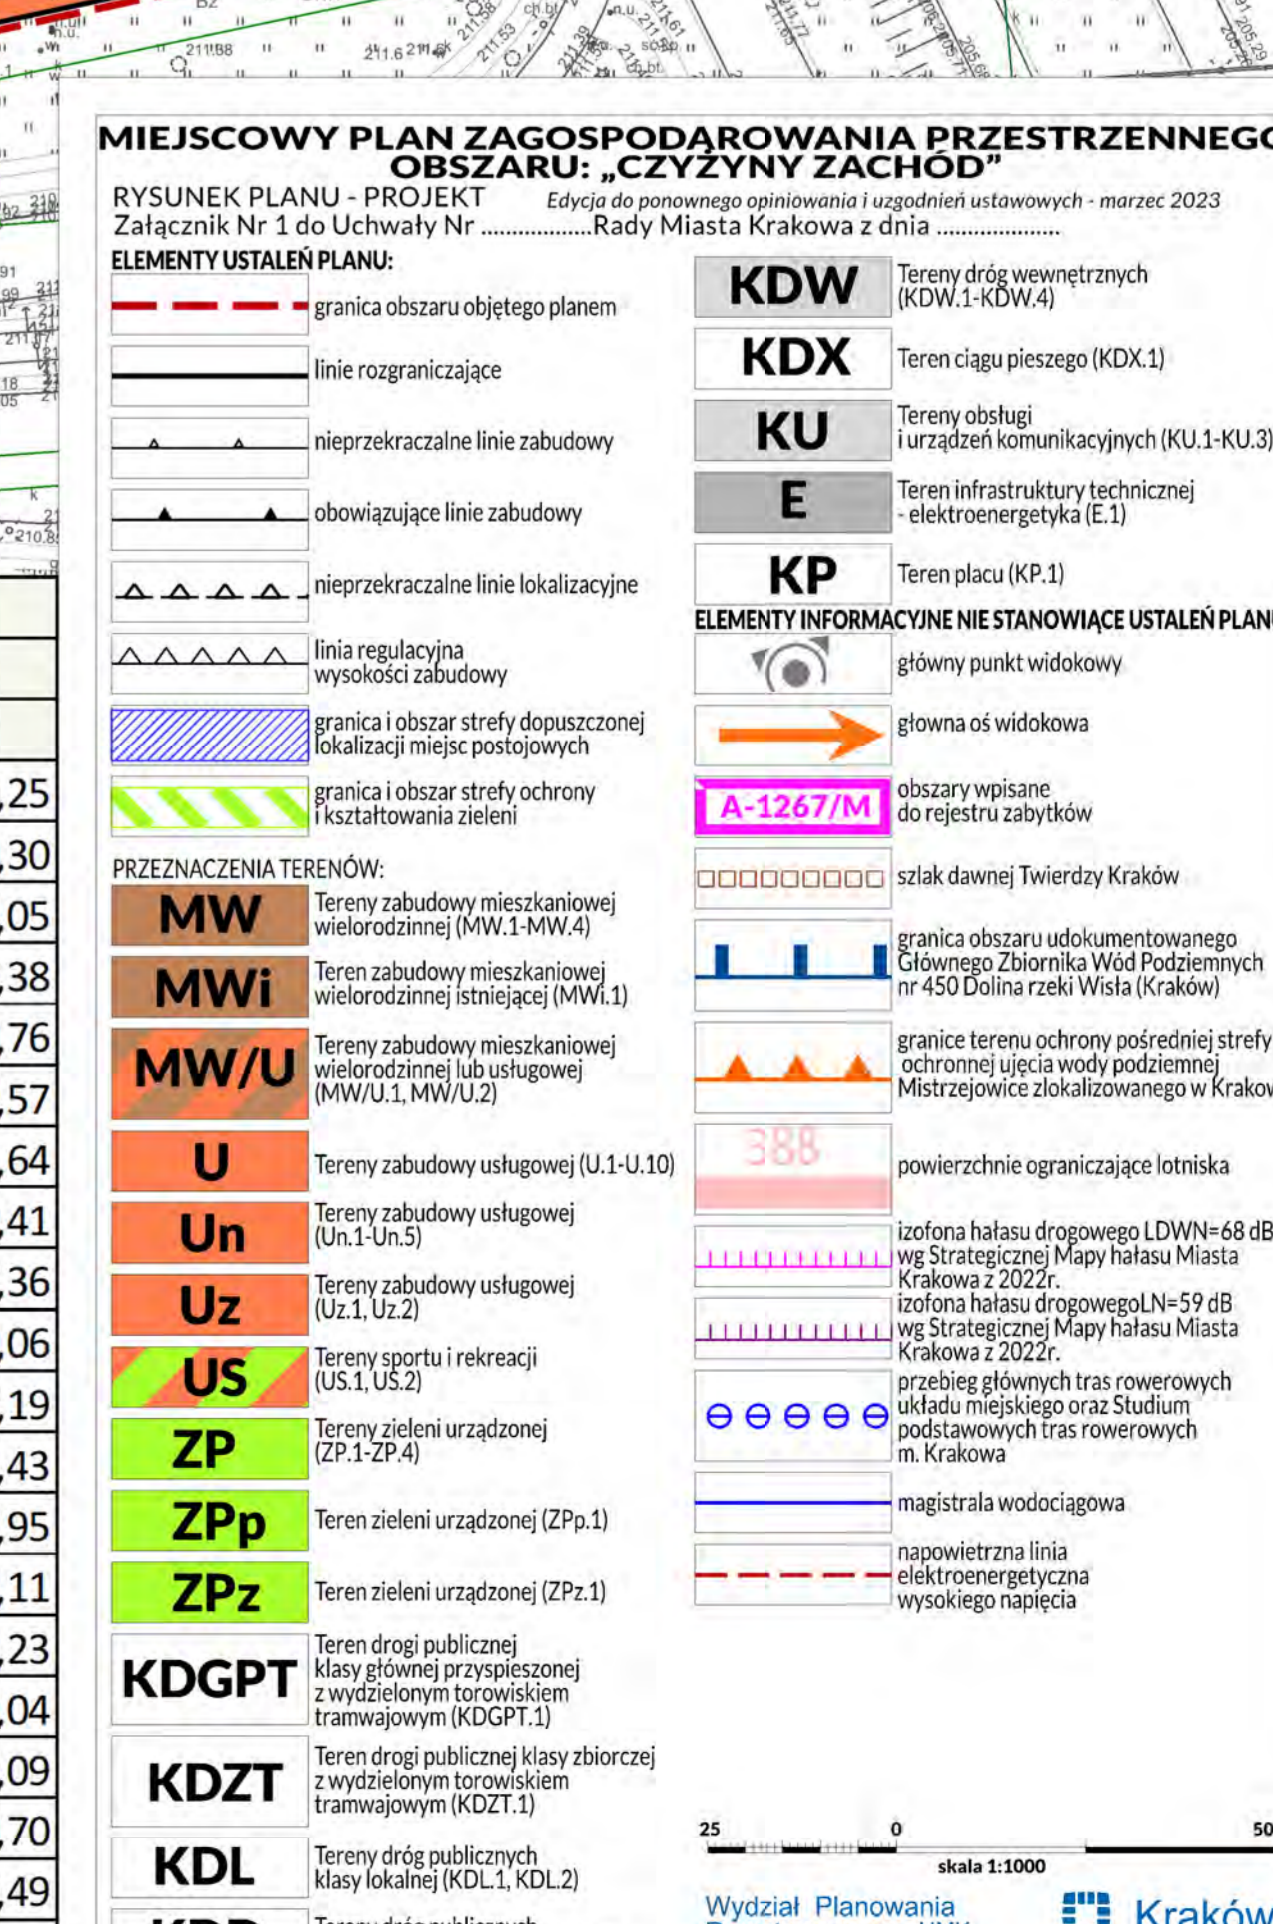 MIEJSCOWY PLAN ZAGOSPODAROWANIA PRZESTRZENNEGO
OBSZARU: „CZYŻYNY ZACHÓD”
RYSUNEK PLANU - PROJEKT
Edycja do ponownego opiniowania i uzgodnień ustawowych - marzec 2023
Załącznik Nr 1 do Uchwały Nr ..................Rady Miasta Krakowa z dnia ....................
ELEMENTY USTALEŃ PLANU:
granica obszaru objętego planem
linie rozgraniczające
nieprzekraczalne linie zabudowy
obowiązujące linie zabudowy
nieprzekraczalne linie lokalizacyjne
linia regulacyjna
wysokości zabudowy
granica i obszar strefy dopuszczonej
lokalizacji miejsc postojowych
granica i obszar strefy ochrony
i kształtowania zieleni
PRZEZNACZENIA TERENÓW:
MW
Tereny zabudowy mieszkaniowej
wielorodzinnej (MW.1-MW.4)
MWi
Teren zabudowy mieszkaniowej
wielorodzinnej istniejącej (MWi.1)
MW/U
Tereny zabudowy mieszkaniowej
wielorodzinnej lub usługowej
(MW/U.1, MW/U.2)
U
Tereny zabudowy usługowej (U.1-U.10)
Un
Tereny zabudowy usługowej
(Un.1-Un.5)
Uz
Tereny zabudowy usługowej
(Uz.1, Uz.2)
US
Tereny sportu i rekreacji
(US.1, US.2)
ZP
Tereny zieleni urządzonej
(ZP.1-ZP.4)
ZPp
Teren zieleni urządzonej (ZPp.1)
ZPz
Teren zieleni urządzonej (ZPz.1)
KDGPT
Teren drogi publicznej
klasy głównej przyspieszonej
z wydzielonym torowiskiem
tramwajowym (KDGPT.1)
KDZT
Teren drogi publicznej klasy zbiorczej
z wydzielonym torowiskiem
tramwajowym (KDZT.1)
KDL
Tereny dróg publicznych
klasy lokalnej (KDL.1, KDL.2)
KDW
Tereny dróg wewnętrznych
(KDW.1-KDW.4)
KDX
Teren ciągu pieszego (KDX.1)
KU
Tereny obsługi
i urządzeń komunikacyjnych (KU.1-KU.3)
E
Teren infrastruktury technicznej
- elektroenergetyka (E.1)
KP
Teren placu (KP.1)
ELEMENTY INFORMACYJNE NIE STANOWIĄCE USTALEŃ PLANU
główny punkt widokowy
głowna oś widokowa
A-1267/M
obszary wpisane
do rejestru zabytków
szlak dawnej Twierdzy Kraków
granica obszaru udokumentowanego
Głównego Zbiornika Wód Podziemnych
nr 450 Dolina rzeki Wisła (Kraków)
granice terenu ochrony pośredniej strefy
ochronnej ujęcia wody podziemnej
Mistrzejowice zlokalizowanego w Krakow
388
powierzchnie ograniczające lotniska
izofona hałasu drogowego LDWN=68 dB
wg Strategicznej Mapy hałasu Miasta
Krakowa z 2022r.
izofona hałasu drogowegoLN=59 dB
wg Strategicznej Mapy hałasu Miasta
Krakowa z 2022r.
przebieg głównych tras rowerowych
układu miejskiego oraz Studium
podstawowych tras rowerowych
m. Krakowa
magistrala wodociągowa
napowietrzna linia
elektroenergetyczna
wysokiego napięcia
25 0 50
skala 1:1000
Wydział Planowania
Kraków
,25
,30
,05
,38
,76
,57
,64
,41
,36
,06
,19
,43
,95
,11
,23
,04
,09
,70
,49